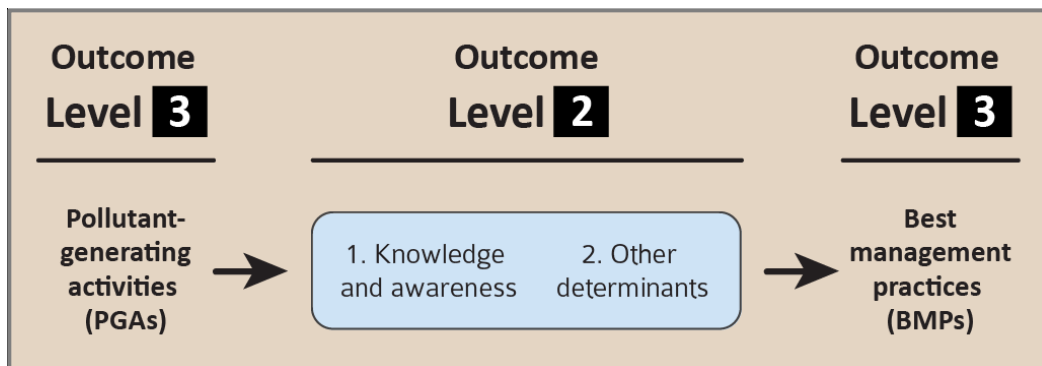 Outcome
Level 3
Outcome
Level 2
Outcome
Level 3
Pollutant-
generating
activities
(PGAs)
1. Knowledge
and awareness
2. Other
determinants
Best
management
practices
(BMPs)